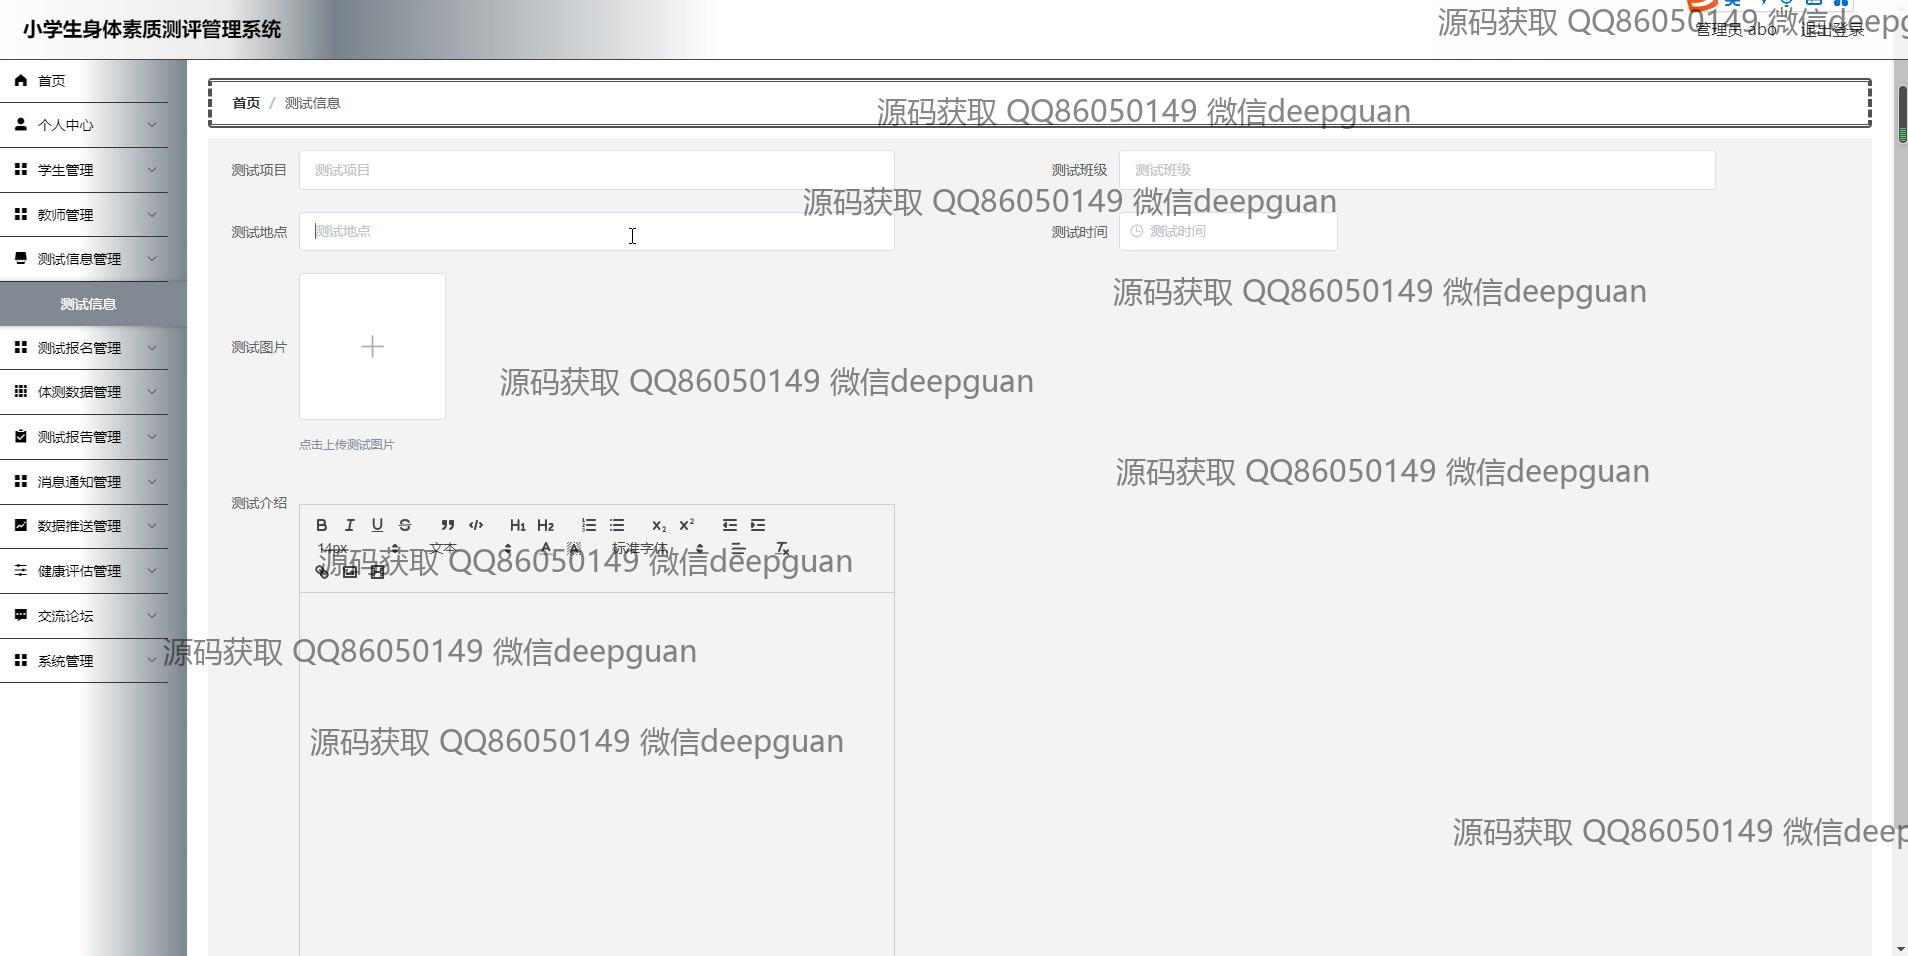 小学生身体素质测评管理系统
源码获取 QQ86050149 微信deepg
管理员 abo 退出登录
首页
首页 / 测试信息
源码获取 QQ86050149 微信deepguan
个人中心
测试项目 测试项目 测试班级 测试班级
学生管理
源码获取 QQ86050149 微信deepguan
教师管理
测试地点 测试地点 测试时间 测试时间
测试信息管理
源码获取 QQ86050149 微信deepguan
测试信息
测试图片
测试报名管理
源码获取 QQ86050149 微信deepguan
体测数据管理
点击上传测试图片
测试报告管理
源码获取 QQ86050149 微信deepguan
消息通知管理
测试介绍
数据推送管理
B I U S H1 H2 X2 X2
14px 文本 A A 标准字体 Tx
源码获取 QQ86050149 微信deepguan
健康评估管理
交流论坛
源码获取 QQ86050149 微信deepguan
系统管理
源码获取 QQ86050149 微信deepguan
源码获取 QQ86050149 微信deep